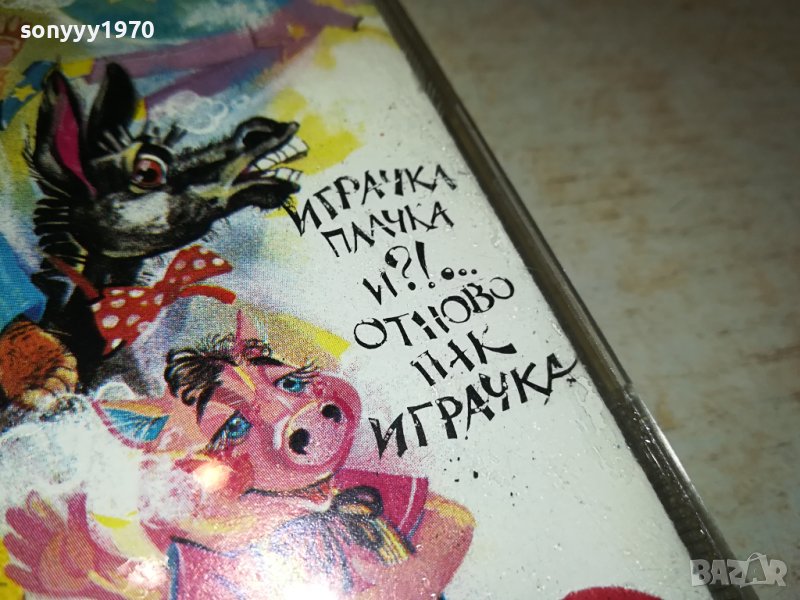 sonyyy1970
ИГРАЧКА
ПЛАЧКА
И?!...
ОТНОВО
ПАК
ИГРАЧКА
BAZAR